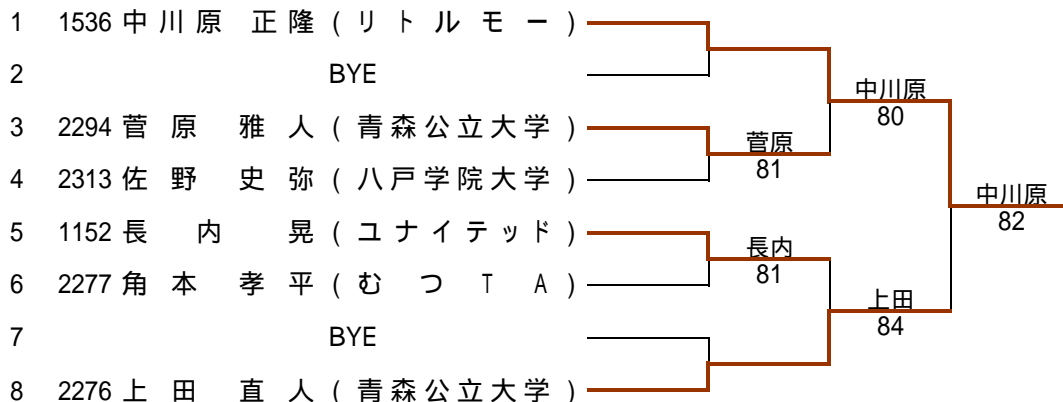 1 1536 中川原 正隆 (リトルモー)
2 BYE
3 2294 菅原 雅人 (青森公立大学)
4 2313 佐野 史弥 (八戸学院大学)
5 1152 長内 晃 (ユナイテッド)
6 2277 角本 孝平 (むつTA)
7 BYE
8 2276 上田 直人 (青森公立大学)
菅原
81
長内
81
中川原
80
上田
84
中川原
82